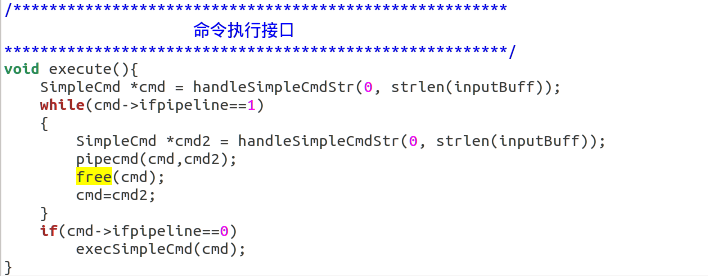 /*******************************************************
命令执行接口
********************************************************/
void execute(){
SimpleCmd *cmd = handleSimpleCmdStr(0, strlen(inputBuff));
while(cmd->ifpipeline==1)
{
SimpleCmd *cmd2 = handleSimpleCmdStr(0, strlen(inputBuff));
pipecmd(cmd,cmd2);
free(cmd);
cmd=cmd2;
}
if(cmd->ifpipeline==0)
execSimpleCmd(cmd);
}